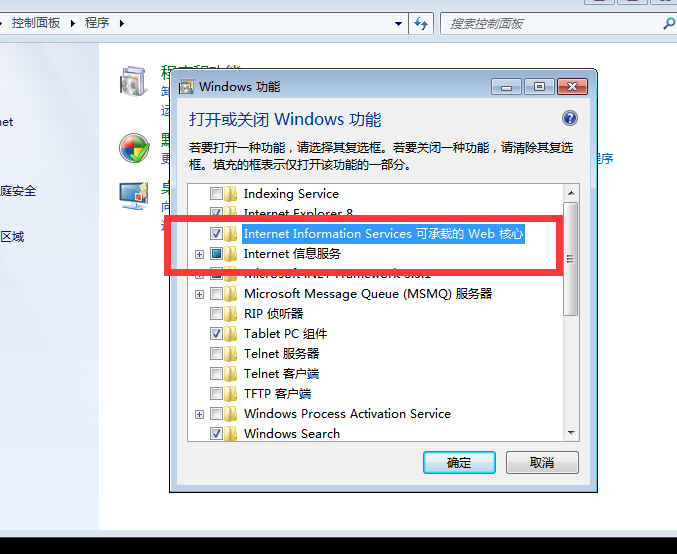 控制面板 程序
搜索控制面板
程序和功能
net
庭安全
区域
程序
Windows 功能
打开或关闭 Windows 功能
若要打开一种功能，请选择其复选框。若要关闭一种功能，请清除其复选
框。填充的框表示仅打开该功能的一部分。
Indexing Service
Internet Explorer 8
Internet Information Services 可承载的 Web 核心
Internet 信息服务
Microsoft .NET Framework 3.5.1
Microsoft Message Queue (MSMQ) 服务器
RIP 侦听器
Tablet PC 组件
Telnet 服务器
Telnet 客户端
TFTP 客户端
Windows Process Activation Service
Windows Search
确定
取消